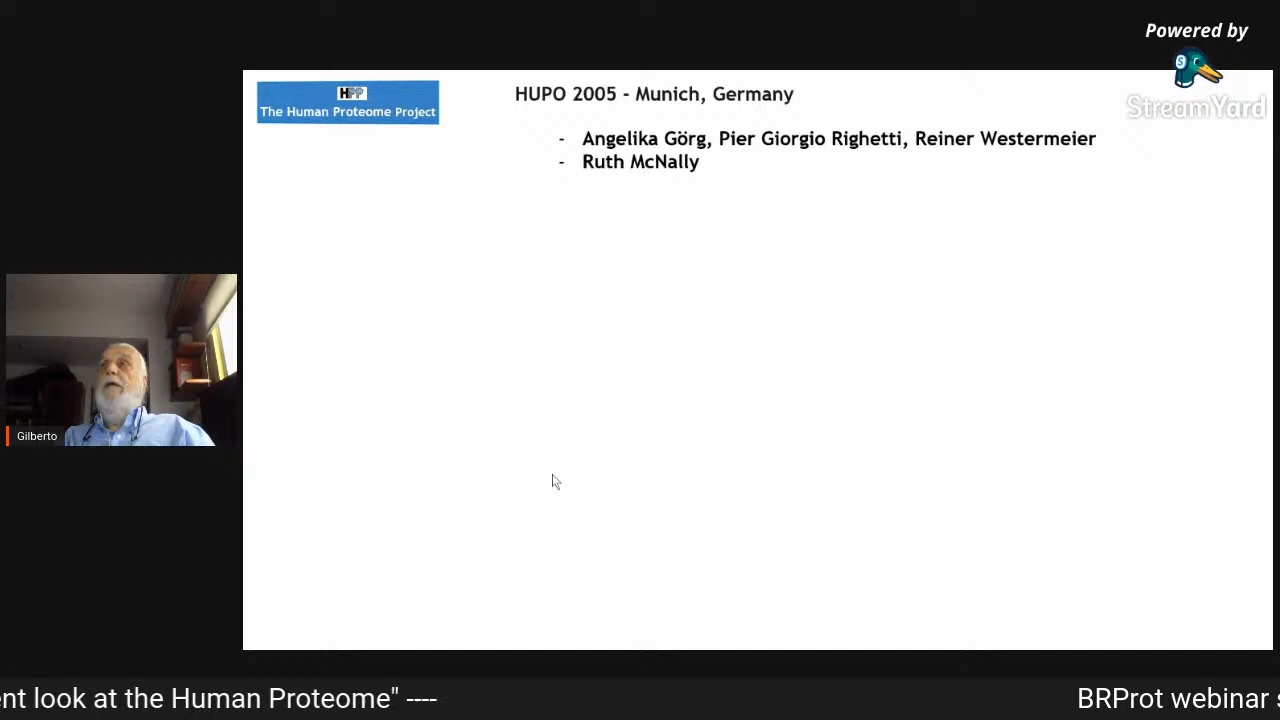 Powered by
StreamYard
HPP
The Human Proteome Project
HUPO 2005 - Munich, Germany
- Angelika Görg, Pier Giorgio Righetti, Reiner Westermeier
- Ruth McNally
Gilberto
nt look at the Human Proteome" ----
BRProt webinar